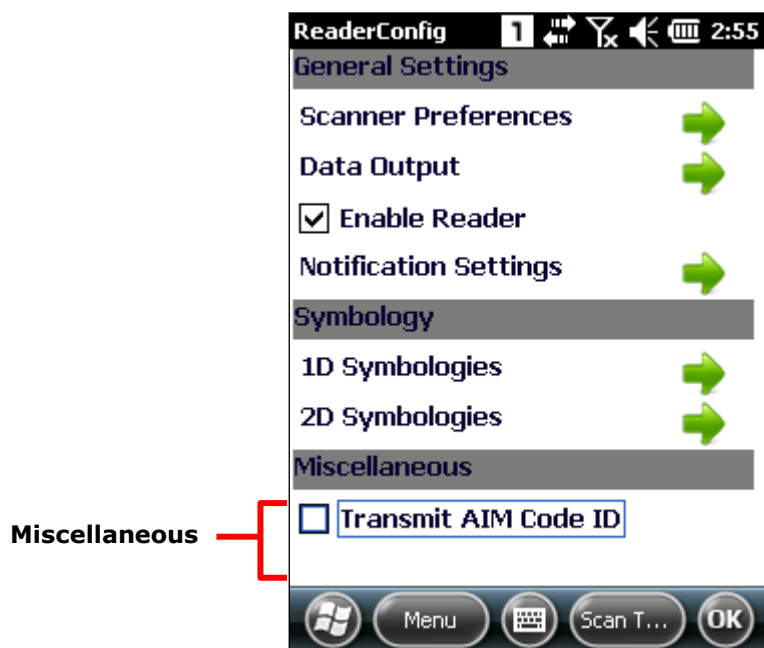 ReaderConfig 1 2:55
General Settings
Scanner Preferences
Data Output
Enable Reader
Notification Settings
Symbology
1D Symbologies
2D Symbologies
Miscellaneous
Miscellaneous
Transmit AIM Code ID
Menu Scan T... OK